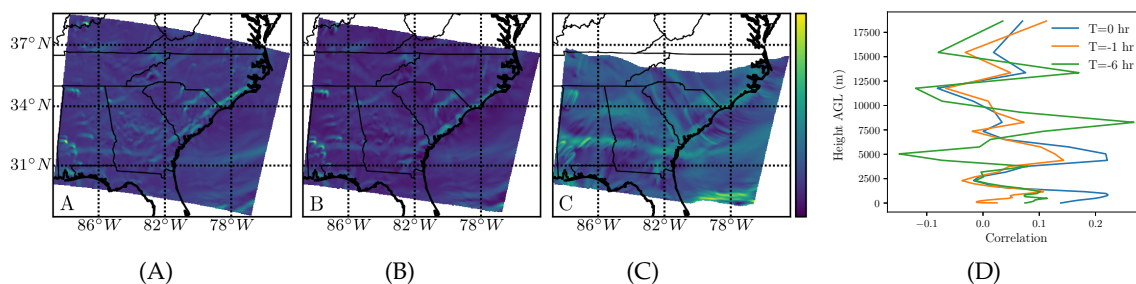 37° N
34° N
31° N
A
86° W
82° W
78° W
(A)
B
86° W
82° W
78° W
(B)
C
86° W
82° W
78° W
(C)
T=0 hr
T=-1 hr
T=-6 hr
Height AGL (m)
17500
15000
12500
10000
7500
5000
2500
0
−0.1
0.0
0.1
0.2
Correlation
(D)